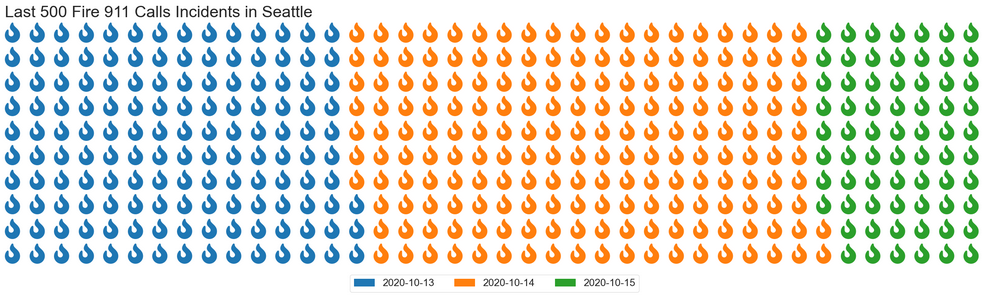 Last 500 Fire 911 Calls Incidents in Seattle
2020-10-13 2020-10-14 2020-10-15